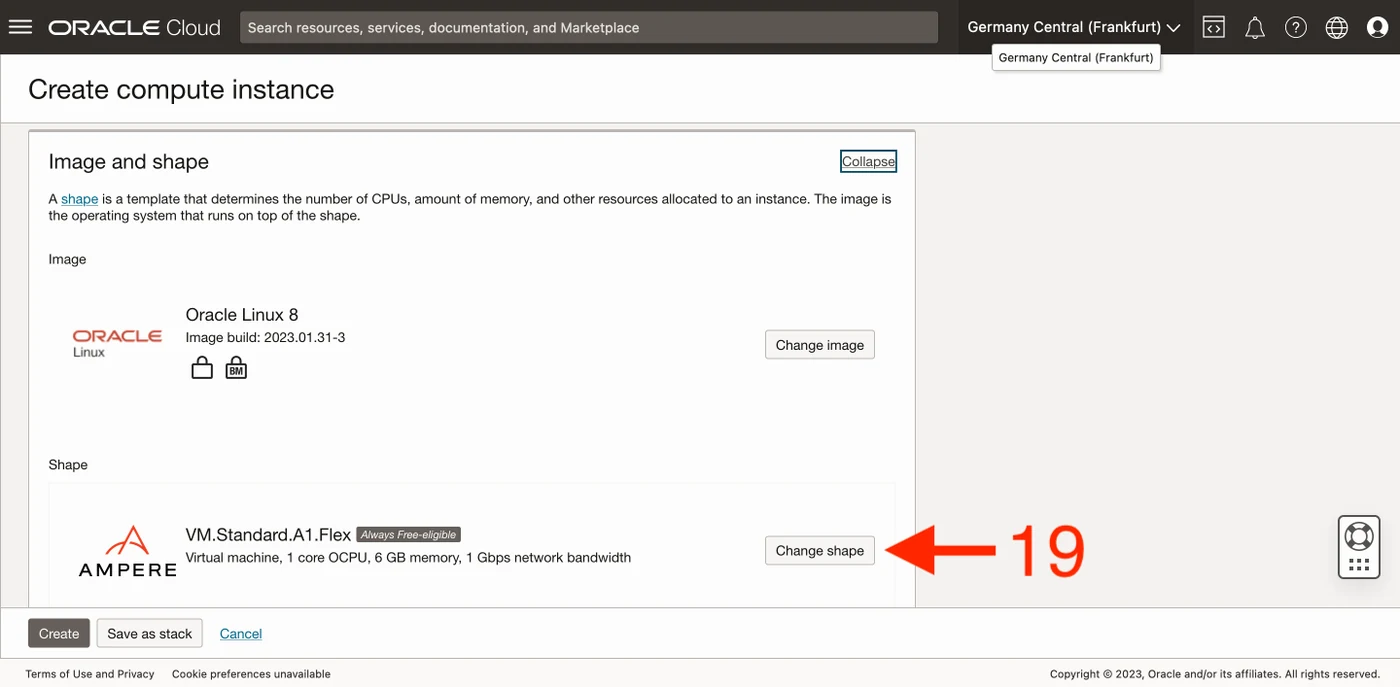 ORACLE Cloud
Search resources, services, documentation, and Marketplace
Germany Central (Frankfurt)
Germany Central (Frankfurt)
Create compute instance
Image and shape
Collapse
A shape is a template that determines the number of CPUs, amount of memory, and other resources allocated to an instance. The image is
the operating system that runs on top of the shape.
Image
ORACLE
Linux
Oracle Linux 8
Image build: 2023.01.31-3
BM
Change image
Shape
AMPERE
VM.Standard.A1.Flex Always Free-eligible
Virtual machine, 1 core OCPU, 6 GB memory, 1 Gbps network bandwidth
Change shape
19
Create
Save as stack
Cancel
Terms of Use and Privacy
Cookie preferences unavailable
Copyright © 2023, Oracle and/or its affiliates. All rights reserved.